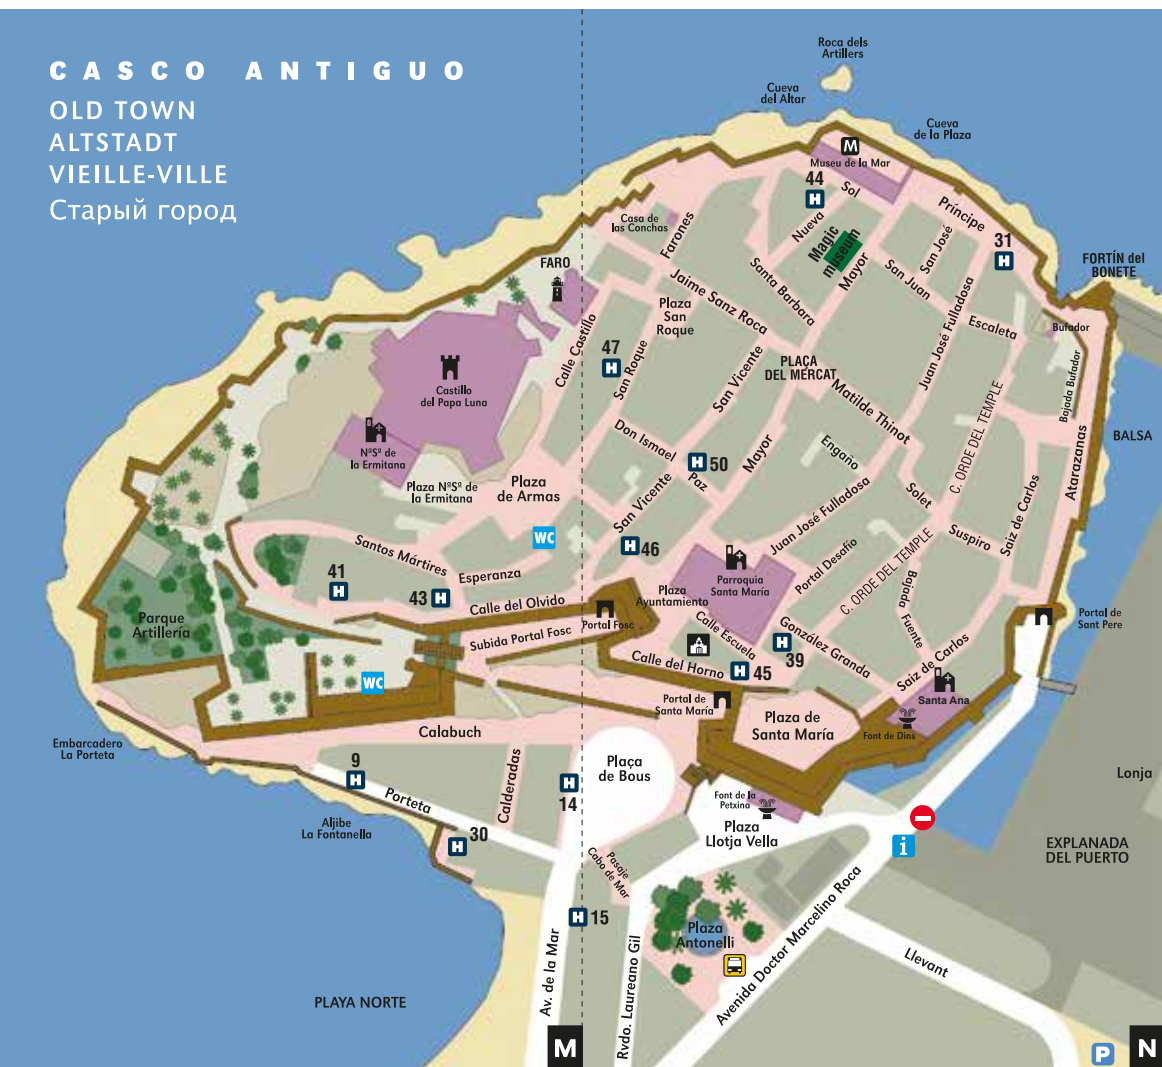 CASCO ANTIGUO
OLD TOWN
ALTSTADT
VIEILLE-VILLE
Старый город
Roca dels
Artillers
Cueva
del Altar
Cueva
de la Plaza
M
Museu de la Mar
44
H
Sol
Príncipe
Nueva
Magic
museum
Mayor
San José
San Juan
31
H
FORTÍN del
BONETE
Casa de
las Conchas
Farones
Santa Barbara
FARO
Jaime Sanz Roca
Plaza
San
Roque
Juan José Fulladosa
Escaleta
Bufador
Bajada Bufador
Calle Castillo
47
H
San Roque
San Vicente
PLAÇA
DEL MERCAT
Matilde Thinot
C. ORDE DEL TEMPLE
BALSA
Atarazanas
Castillo
del Papa Luna
NªSª de
la Ermitana
Plaza NªSª de
la Ermitana
Plaza
de Armas
Don Ismael
H 50
Paz
Mayor
Engaño
Solet
Suspiro
Saiz de Carlos
San Vicente
Juan José Fulladosa
WC
H 46
Santos Mártires
Esperanza
Portal Desafío
C. ORDE DEL TEMPLE
Bajada
Fuente
41
H
43 H
Parroquia
Santa María
Plaza
Ayuntamiento
Calle del Olvido
Portal Fosc
Subida Portal Fosc
Calle Escuela
González Granda
H
39
Calle del Horno
H 45
Saiz de Carlos
Portal de
Sant Pere
Parque
Artillería
WC
Portal de
Santa María
Plaza de
Santa María
Santa Ana
Font de Dins
Calabuch
Embarcadero
La Porteta
Plaça
de Bous
Lonja
9
H
Porteta
Calderadas
H
14
Font de la
Petxina
Plaza
Llotja Vella
Aljibe
La Fontanella
30
H
i
EXPLANADA
DEL PUERTO
Pasaje
Cabo de Mar
H 15
Plaza
Antonelli
Avenida Doctor Marcelino Roca
Llevant
Av. de la Mar
Rvdo. Laureano Gil
PLAYA NORTE
M
P
N